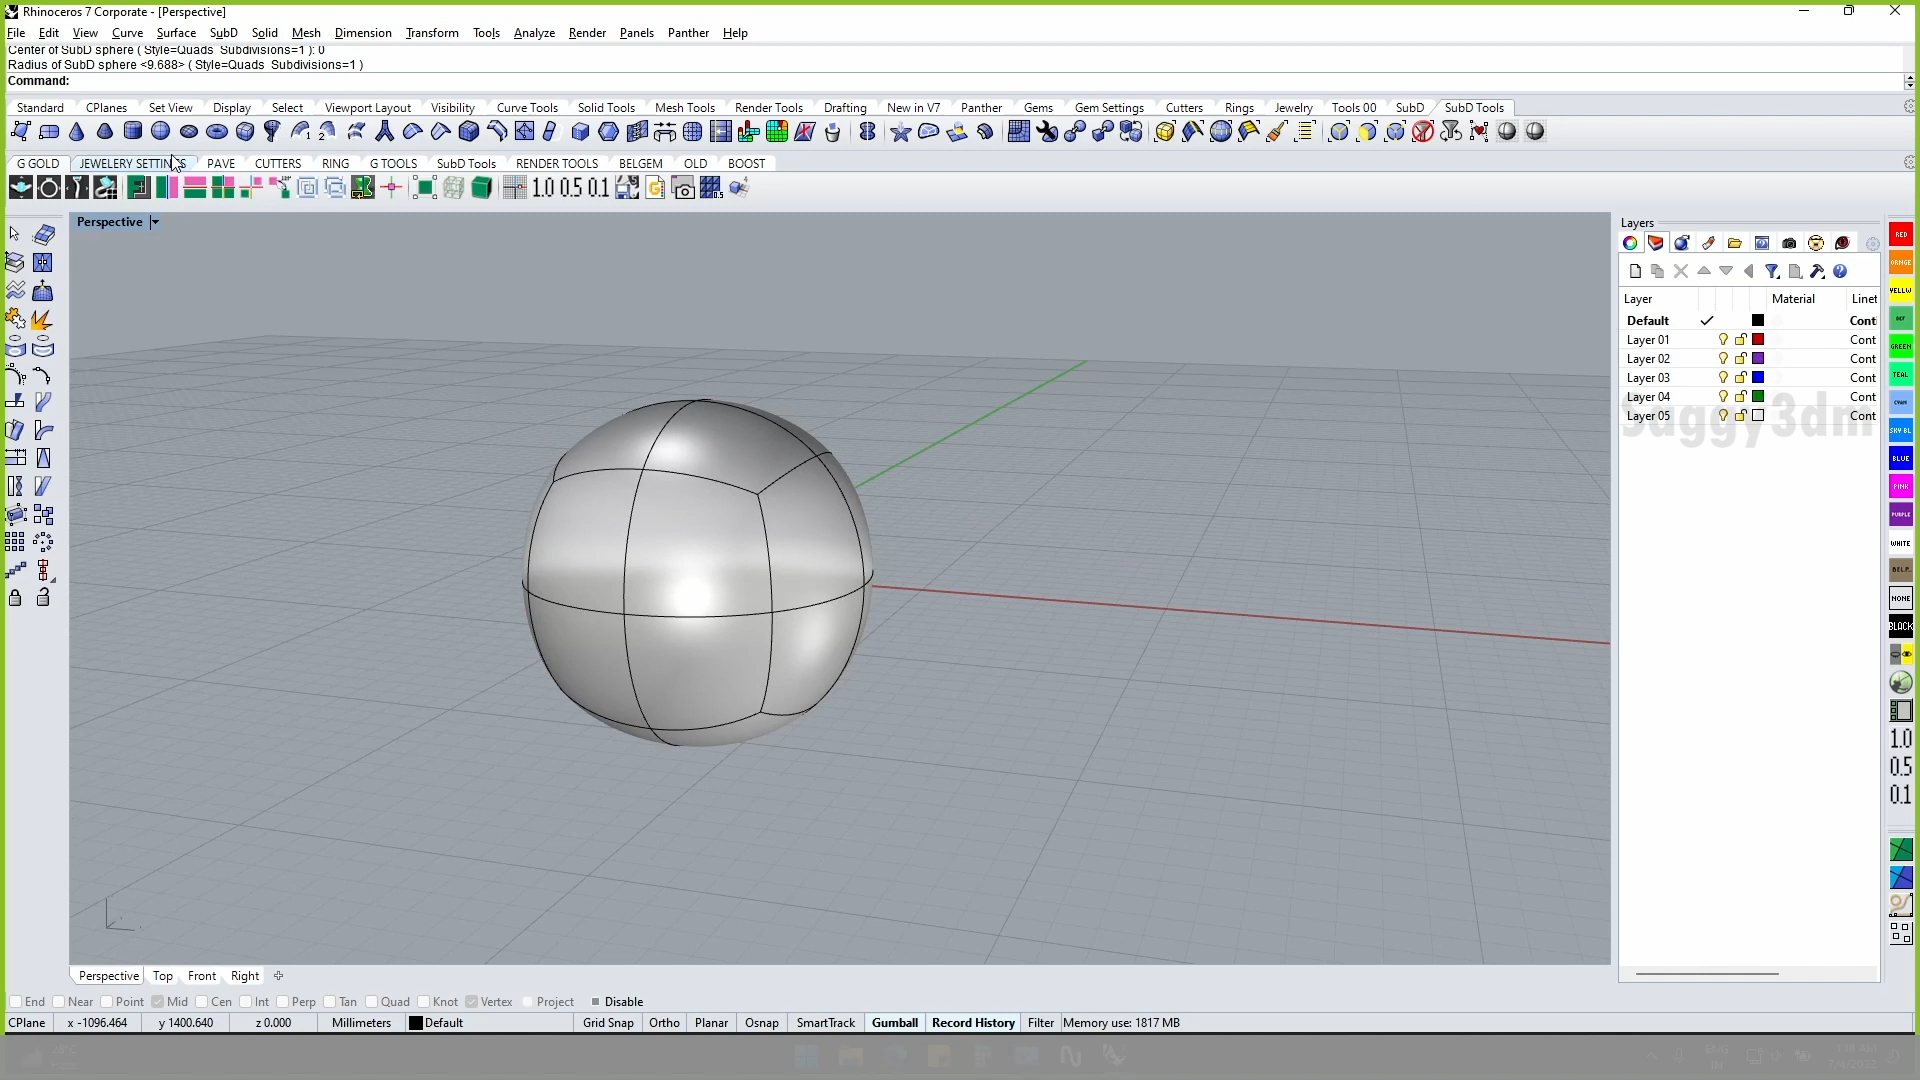 Rhinoceros 7 Corporate - [Perspective]
File Edit View Curve Surface SubD Solid Mesh Dimension Transform Tools Analyze Render Panels Panther Help
Center of SubD sphere ( Style=Quads Subdivisions=1 ): 0
Radius of SubD sphere <9.688> ( Style=Quads Subdivisions=1 )
Command:
Standard CPlanes Set View Display Select Viewport Layout Visibility Curve Tools Solid Tools Mesh Tools Render Tools Drafting New in V7 Panther Gems Gem Settings Cutters Rings Jewelry Tools 00 SubD SubD Tools
G GOLD JEWELERY SETTINGS PAVE CUTTERS RING G TOOLS SubD Tools RENDER TOOLS BELGEM OLD BOOST
1.0 0.5 0.1
Perspective
Layers
Layer Material Linet
Default Conti
Layer 01 Cont
Layer 02 Cont
Layer 03 Cont
Layer 04 Cont
Layer 05 Cont
Saggy3dm
RED
ORNGE
YELLW
GREEN
TEAL
CYAN
SKY BL
BLUE
PINK
PURPLE
WHITE
NONE
BLACK
1.0
0.5
0.1
Perspective Top Front Right
End Near Point Mid Cen Int Perp Tan Quad Knot Vertex Project Disable
CPlane x -1096.464 y 1400.640 z 0.000 Millimeters Default Grid Snap Ortho Planar Osnap SmartTrack Gumball Record History Filter Memory use: 1817 MB